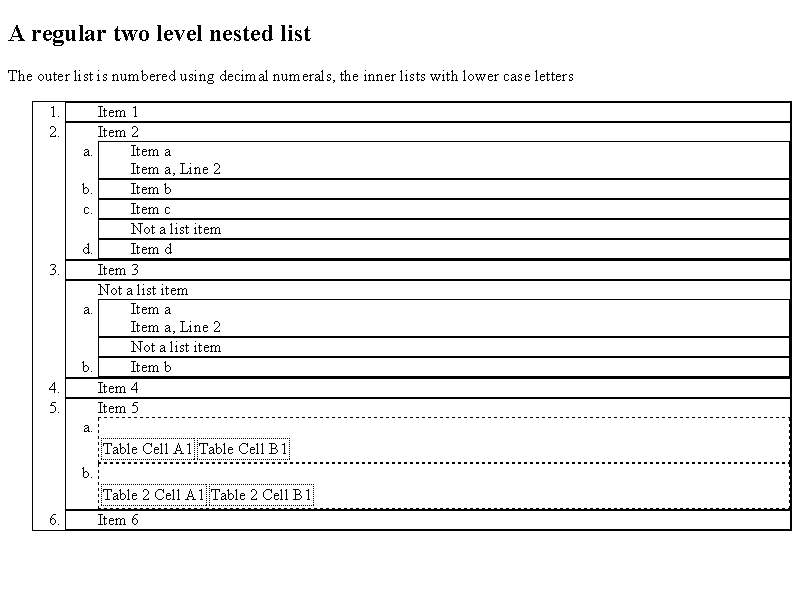 A regular two level nested list
The outer list is numbered using decimal numerals, the inner lists with lower case letters
1. Item 1
2. Item 2
a. Item a
Item a, Line 2
b. Item b
c. Item c
Not a list item
d. Item d
3. Item 3
Not a list item
a. Item a
Item a, Line 2
Not a list item
b. Item b
4. Item 4
5. Item 5
a.
Table Cell A1 Table Cell B1
b.
Table 2 Cell A1 Table 2 Cell B1
6. Item 6